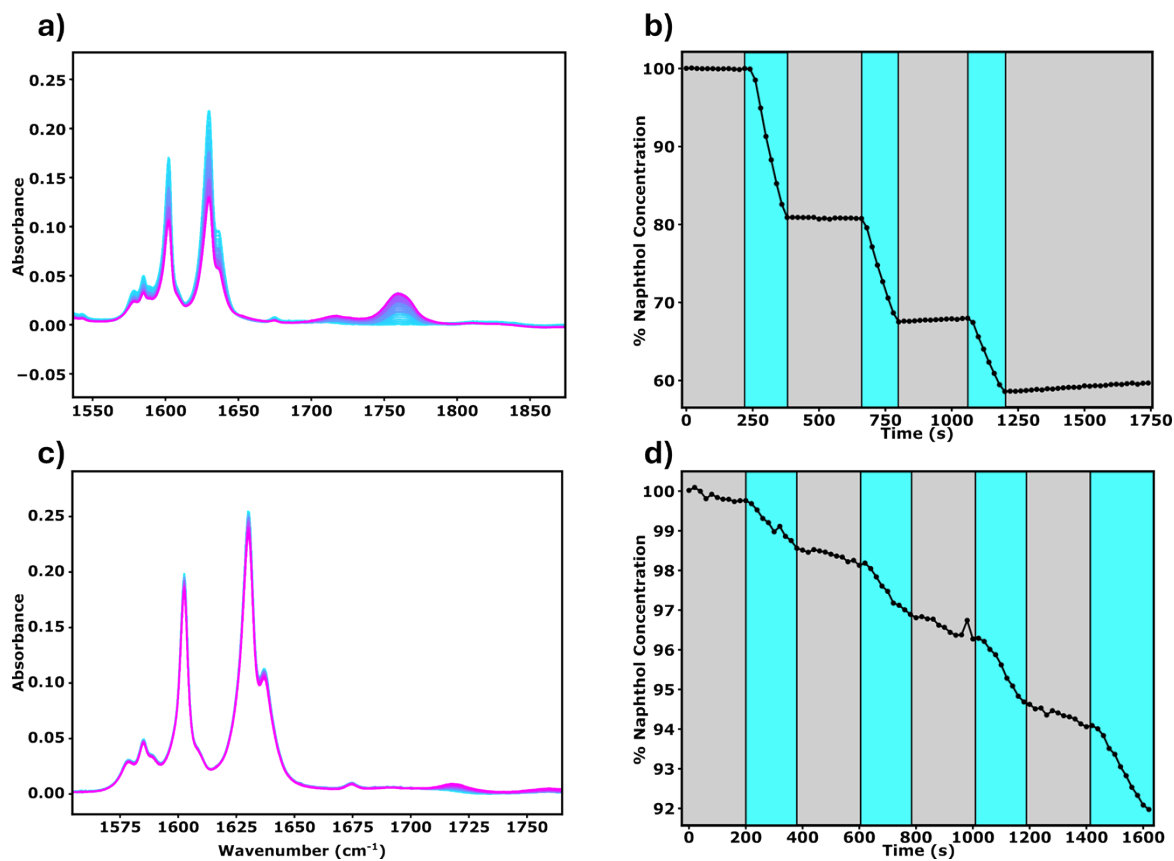 a)
Absorbance
0.25
0.20
0.15
0.10
0.05
0.00
−0.05
1550 1600 1650 1700 1750 1800 1850
b)
% Naphthol Concentration
100
90
80
70
60
0 250 500 750 1000 1250 1500 1750
Time (s)
c)
Absorbance
0.25
0.20
0.15
0.10
0.05
0.00
1575 1600 1625 1650 1675 1700 1725 1750
Wavenumber (cm⁻¹)
d)
% Naphthol Concentration
100
99
98
97
96
95
94
93
92
0 200 400 600 800 1000 1200 1400 1600
Time (s)